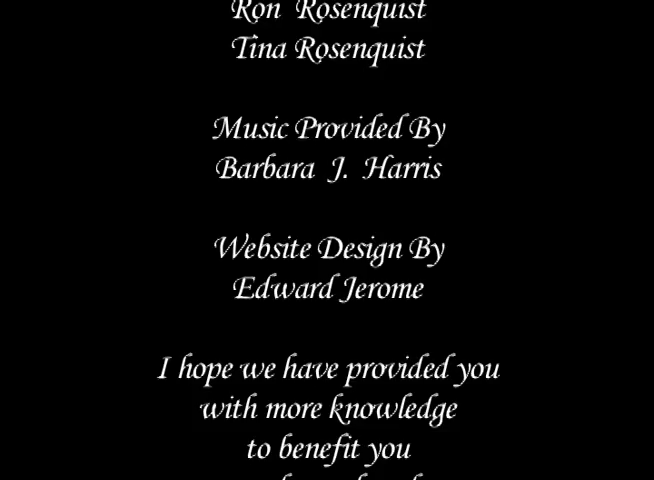 Ron Rosenquist
Tina Rosenquist
Music Provided By
Barbara J. Harris
Website Design By
Edward Jerome
I hope we have provided you
with more knowledge
to benefit you